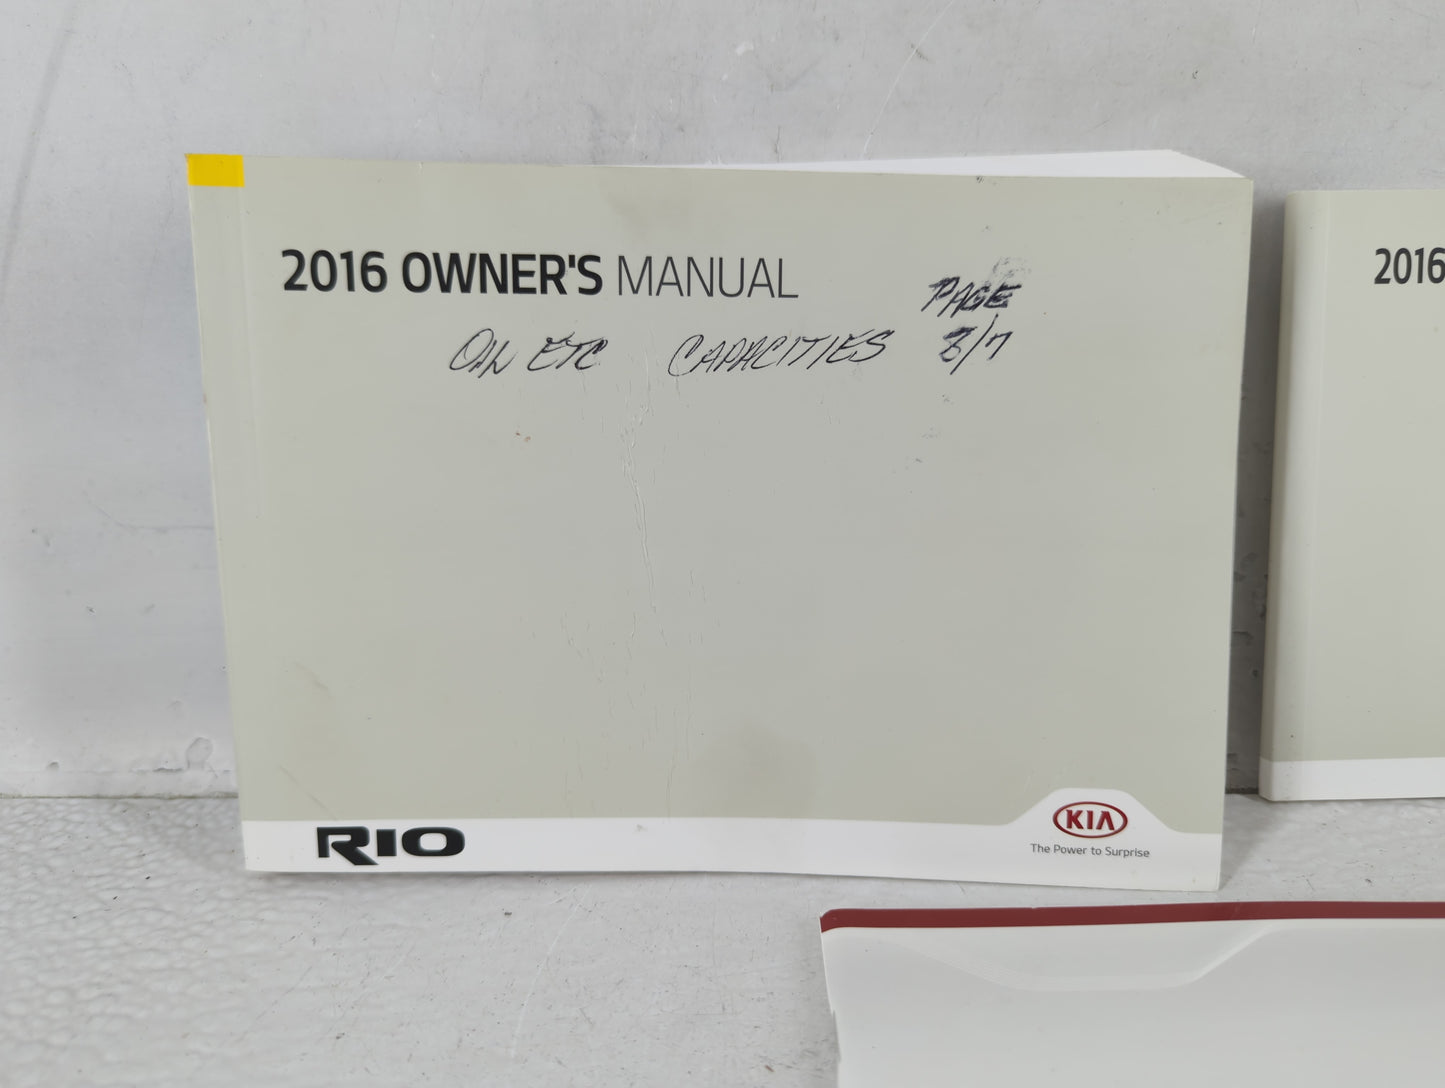 2016 OWNER'S MANUAL
PAGE
OIL ETC CAPACITIES 8/7
RIO
KIA
The Power to Surprise
2016